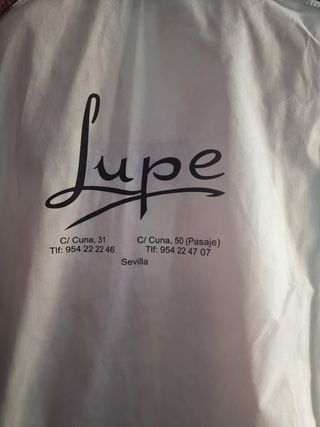 Lupe
C/ Cuna, 31
Tlf: 954 22 22 46
C/ Cuna, 50 (Pasaje)
Tlf: 954 22 47 07
Sevilla